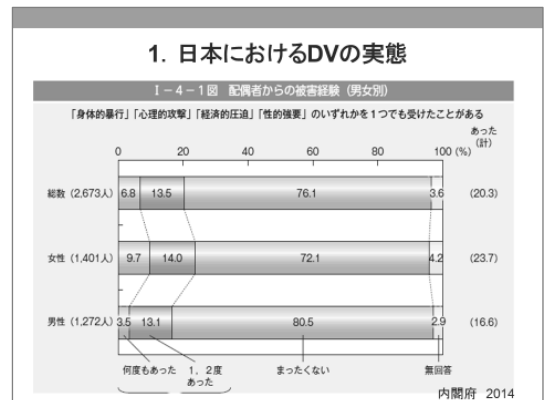 1. 日本におけるDVの実態
I-4-1図 配偶者からの被害経験（男女別）
「身体的暴行」「心理的攻撃」「経済的圧迫」「性的強要」のいずれかを1つでも受けたことがある
あった
（計）
0 20 40 60 80 100 (%)
総数（2,673人） 6.8 13.5 76.1 3.6 (20.3)
女性（1,401人） 9.7 14.0 72.1 4.2 (23.7)
男性（1,272人） 3.5 13.1 80.5 2.9 (16.6)
何度もあった 1，2度 まったくない 無回答
あった
内閣府 2014